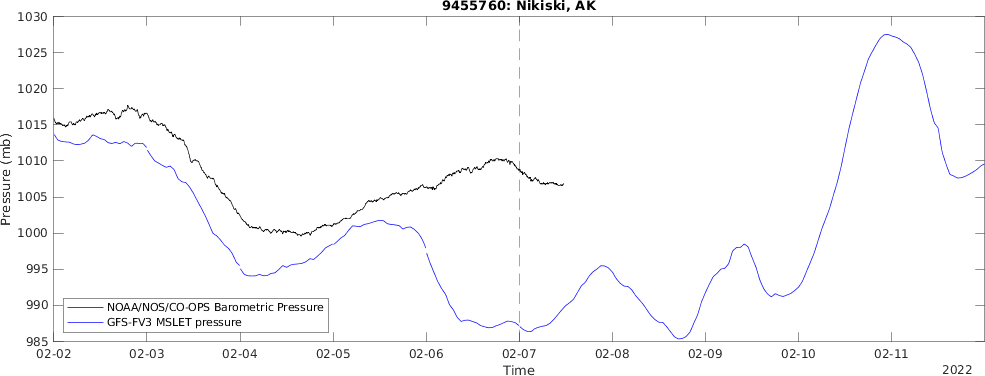 9455760: Nikiski, AK
1030
1025
1020
1015
1010
1005
1000
995
990
985
Pressure (mb)
NOAA/NOS/CO-OPS Barometric Pressure
GFS-FV3 MSLET pressure
02-02 02-03 02-04 02-05 02-06 02-07 02-08 02-09 02-10 02-11
Time
2022